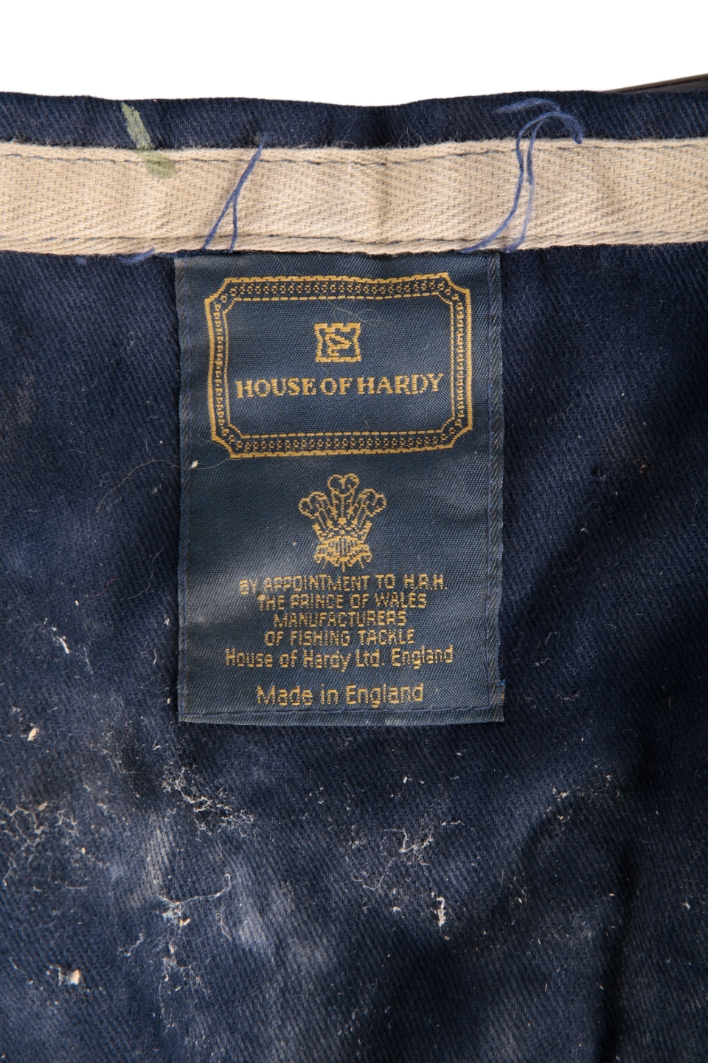 HOUSE OF HARDY
BY APPOINTMENT TO H.R.H.
THE PRINCE OF WALES
MANUFACTURERS
OF FISHING TACKLE
House of Hardy Ltd. England
Made in England